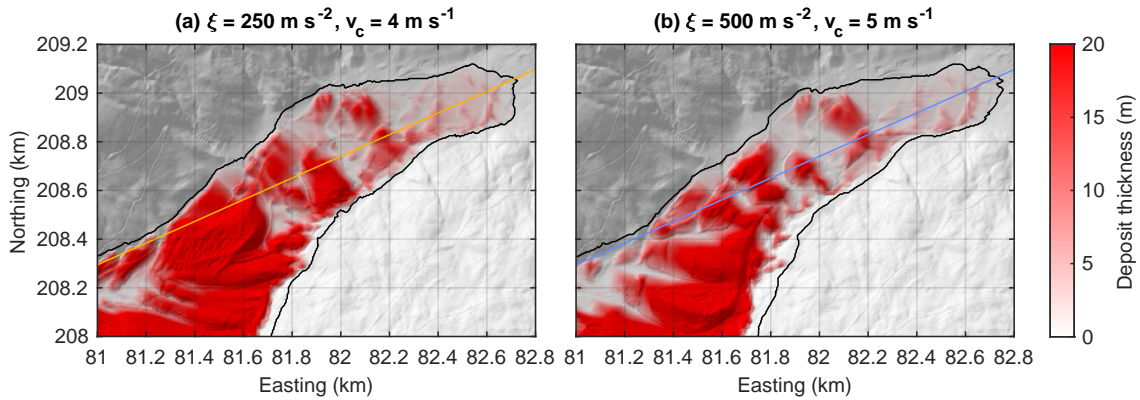 (a) ξ = 250 m s⁻², v_c = 4 m s⁻¹
(b) ξ = 500 m s⁻², v_c = 5 m s⁻¹
209.2
209
208.8
208.6
208.4
208.2
208
Northing (km)
81 81.2 81.4 81.6 81.8 82 82.2 82.4 82.6 82.8
Easting (km)
81 81.2 81.4 81.6 81.8 82 82.2 82.4 82.6 82.8
Easting (km)
20
15
10
5
0
Deposit thickness (m)